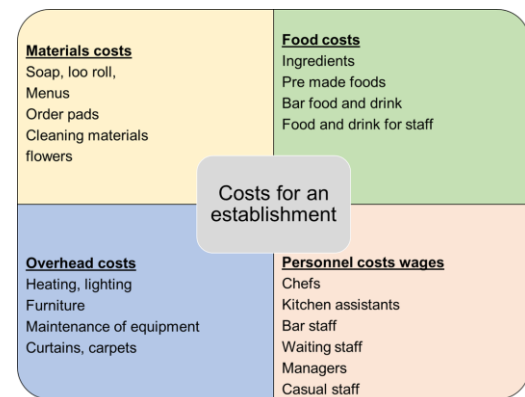 Materials costs
Soap, loo roll,
Menus
Order pads
Cleaning materials
flowers
Food costs
Ingredients
Pre made foods
Bar food and drink
Food and drink for staff
Costs for an
establishment
Overhead costs
Heating, lighting
Furniture
Maintenance of equipment
Curtains, carpets
Personnel costs wages
Chefs
Kitchen assistants
Bar staff
Waiting staff
Managers
Casual staff